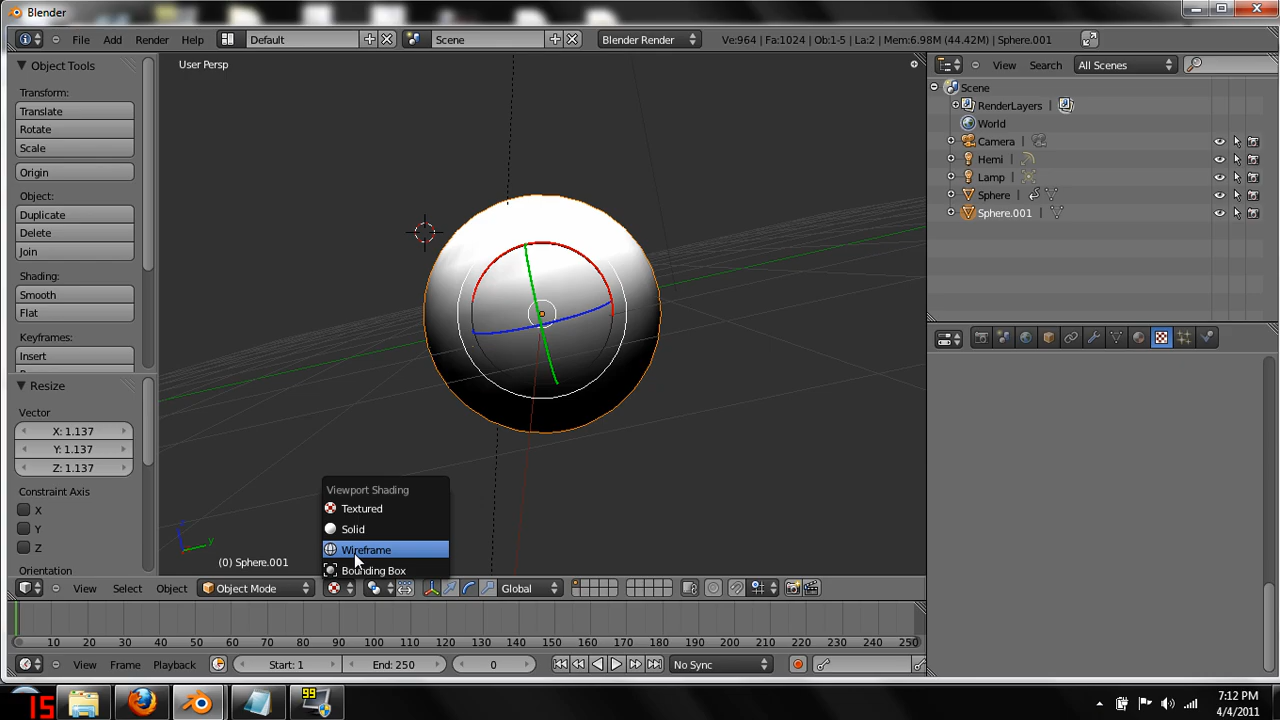 Blender
File Add Render Help Default Scene Blender Render Ve:964 | Fa:1024 | Ob:1-5 | La:2 | Mem:6.98M (44.42M) | Sphere.001
Object Tools
Transform:
Translate
Rotate
Scale
Origin
Object:
Duplicate
Delete
Join
Shading:
Smooth
Flat
Keyframes:
Insert
Resize
Vector
X: 1.137
Y: 1.137
Z: 1.137
Constraint Axis
X
Y
Z
Orientation
User Persp
Viewport Shading
Textured
Solid
Wireframe
Bounding Box
(0) Sphere.001
View Select Object Object Mode Global
View Search All Scenes
Scene
RenderLayers |
World
Camera |
Hemi |
Lamp |
Sphere |
Sphere.001 |
10 20 30 40 50 60 70 80 90 100 110 120 130 140 150 160 170 180 190 200 210 220 230 240 250
View Frame Playback Start: 1 End: 250 0 No Sync
15 99
7:12 PM
4/4/2011